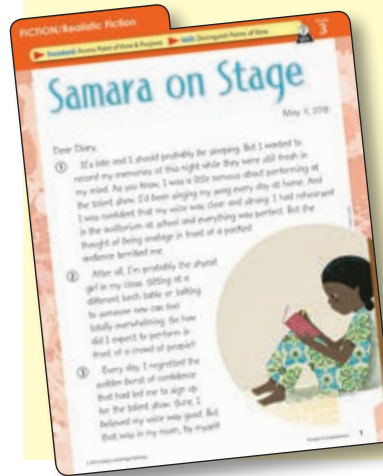 FICTION/Realistic Fiction
Standard: Assess Point of View & Purpose Skill: Distinguish Points of View
3
Samara on Stage
May 11, 2018
Dear Diary,
1 It's late and I should probably be sleeping. But I wanted to
record my memories of this night while they were still fresh in
my mind. As you know, I was a little nervous about performing at
the talent show. I'd been singing my song every day at home. And
I was confident that my voice was clear and strong. I had rehearsed
in the auditorium at school and everything was perfect. But the
thought of being onstage in front of a packed
audience terrified me.
2 After all, I'm probably the shyest
girl in my class. Sitting at a
different lunch table or talking
to someone new can feel
totally overwhelming. So how
did I expect to perform in
front of a crowd of people?
3 Every day, I regretted the
sudden burst of confidence
that had led me to sign up
for the talent show. Sure, I
believed my voice was good. But
that was in my room, by myself
1